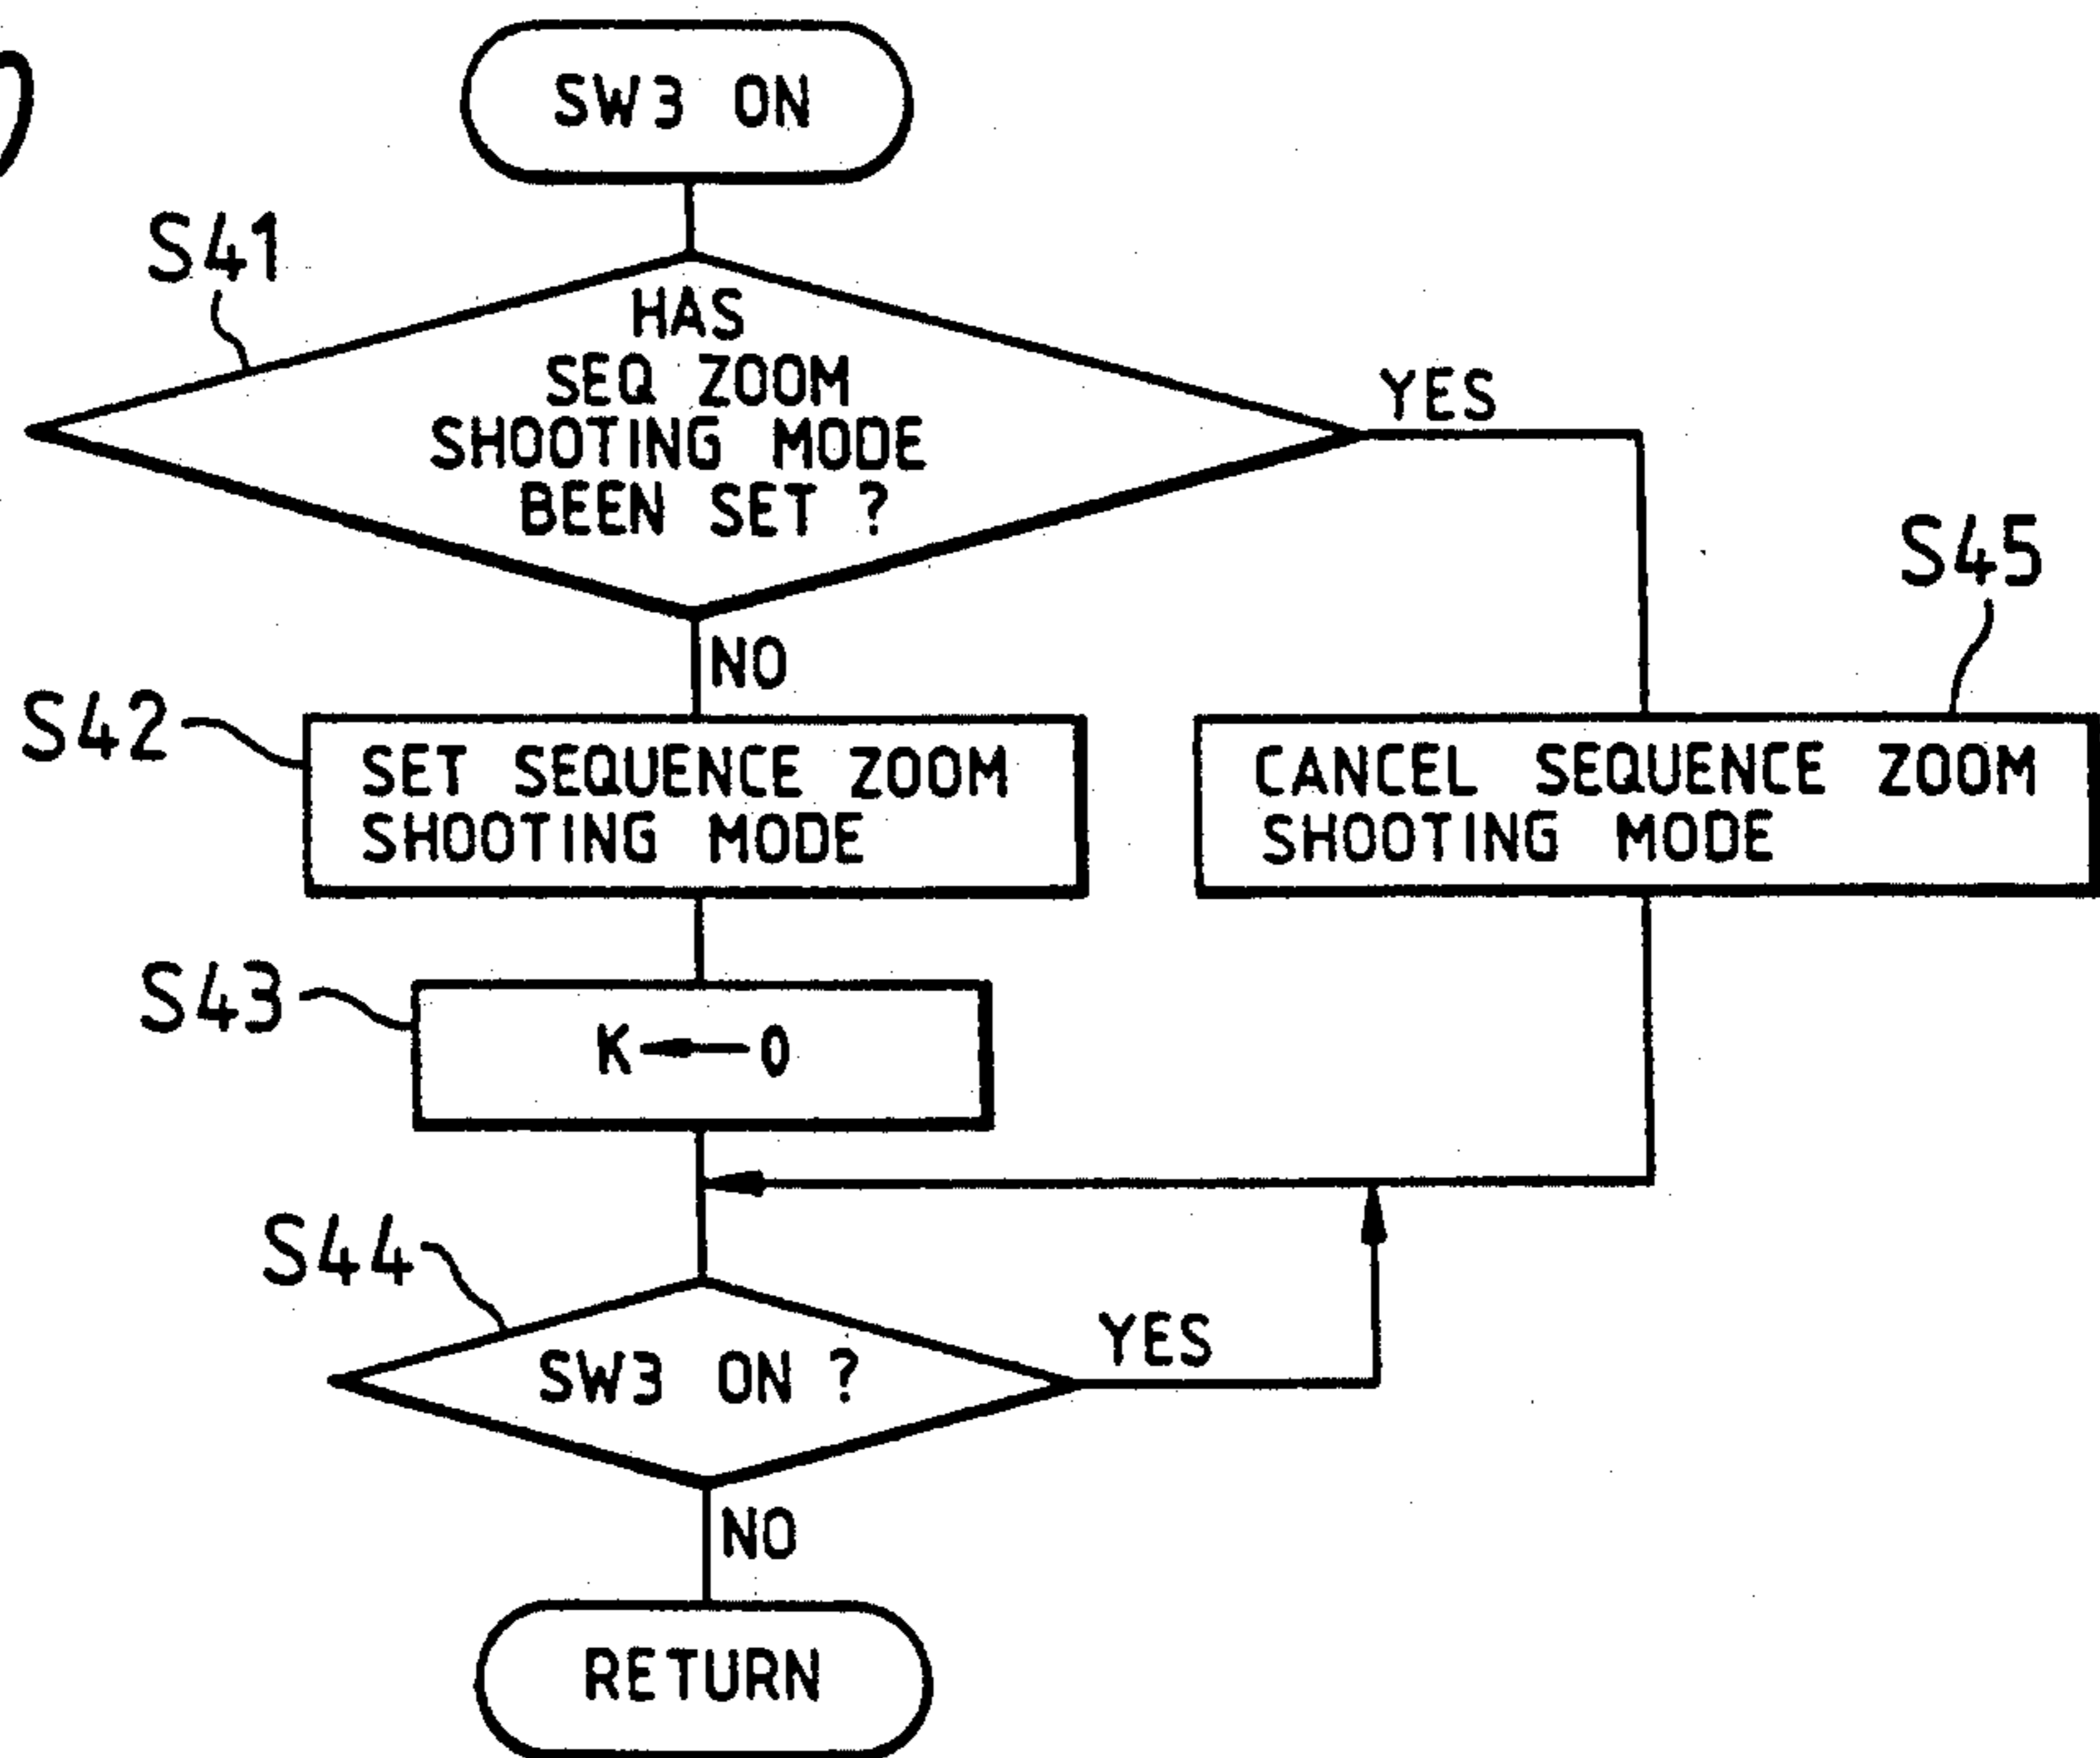 SW3 ON
S41
HAS
SEQ ZOOM
SHOOTING MODE
BEEN SET ?
YES
S45
NO
S42
SET SEQUENCE ZOOM
SHOOTING MODE
CANCEL SEQUENCE ZOOM
SHOOTING MODE
S43
K ← 0
S44
SW3 ON ?
YES
NO
RETURN